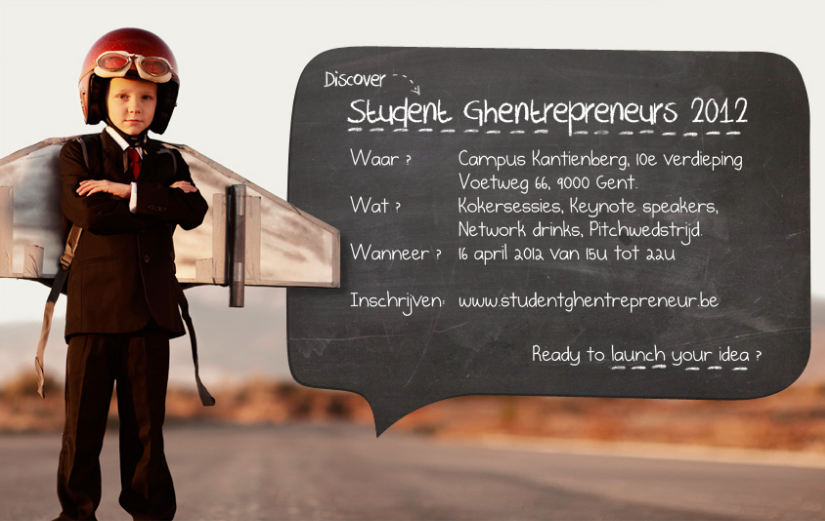 Discover
Student Ghentrepreneurs 2012
Waar ? Campus Kantienberg, 10e verdieping
Voetweg 66, 9000 Gent.
Wat ? Kokersessies, Keynote speakers,
Network drinks, Pitchwedstrijd.
Wanneer ? 16 april 2012 van 15u tot 22u
Inschrijven: www.studentghentrepreneur.be
Ready to launch your idea ?